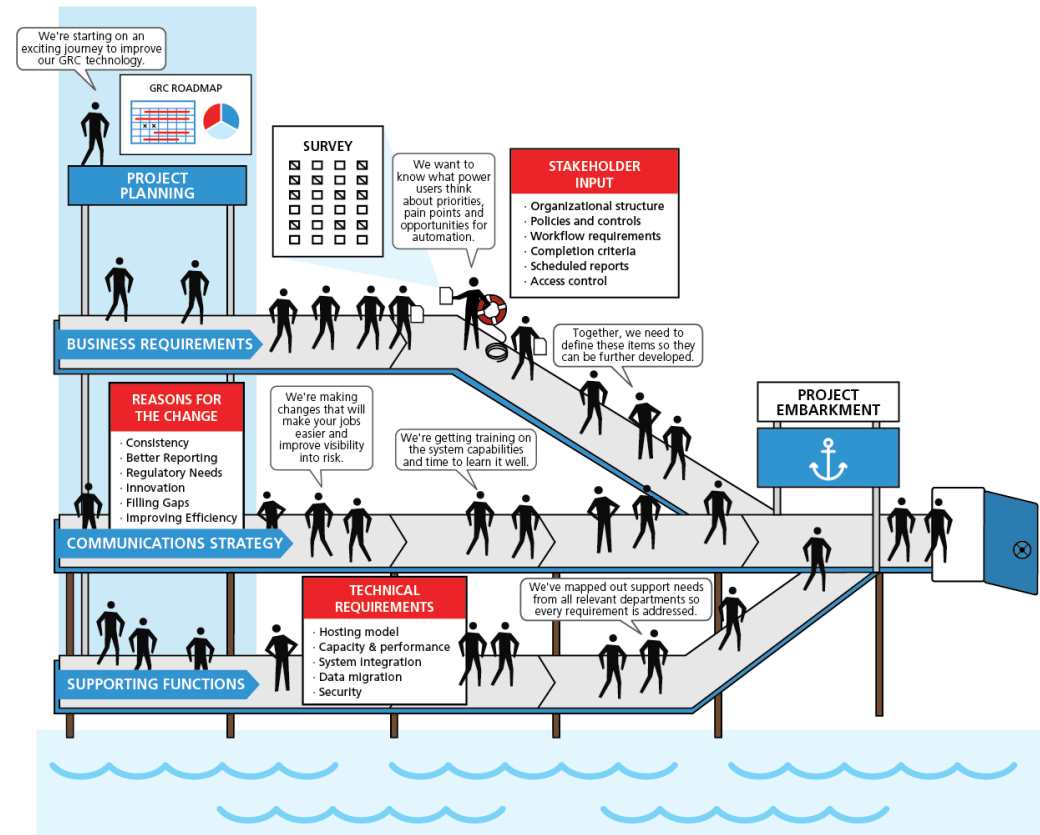 We're starting on an
exciting journey to improve
our GRC technology.
GRC ROADMAP
PROJECT
PLANNING
SURVEY
We want to
know what power
users think
about priorities,
pain points and
opportunities for
automation.
STAKEHOLDER
INPUT
· Organizational structure
· Policies and controls
· Workflow requirements
· Completion criteria
· Scheduled reports
· Access control
BUSINESS REQUIREMENTS
Together, we need to
define these items so they
can be further developed.
REASONS FOR
THE CHANGE
· Consistency
· Better Reporting
· Regulatory Needs
· Innovation
· Filling Gaps
· Improving Efficiency
We're making
changes that will
make your jobs
easier and
improve visibility
into risk.
We're getting training on
the system capabilities
and time to learn it well.
PROJECT
EMBARKMENT
COMMUNICATIONS STRATEGY
TECHNICAL
REQUIREMENTS
· Hosting model
· Capacity & performance
· System integration
· Data migration
· Security
We've mapped out support needs
from all relevant departments so
every requirement is addressed.
SUPPORTING FUNCTIONS